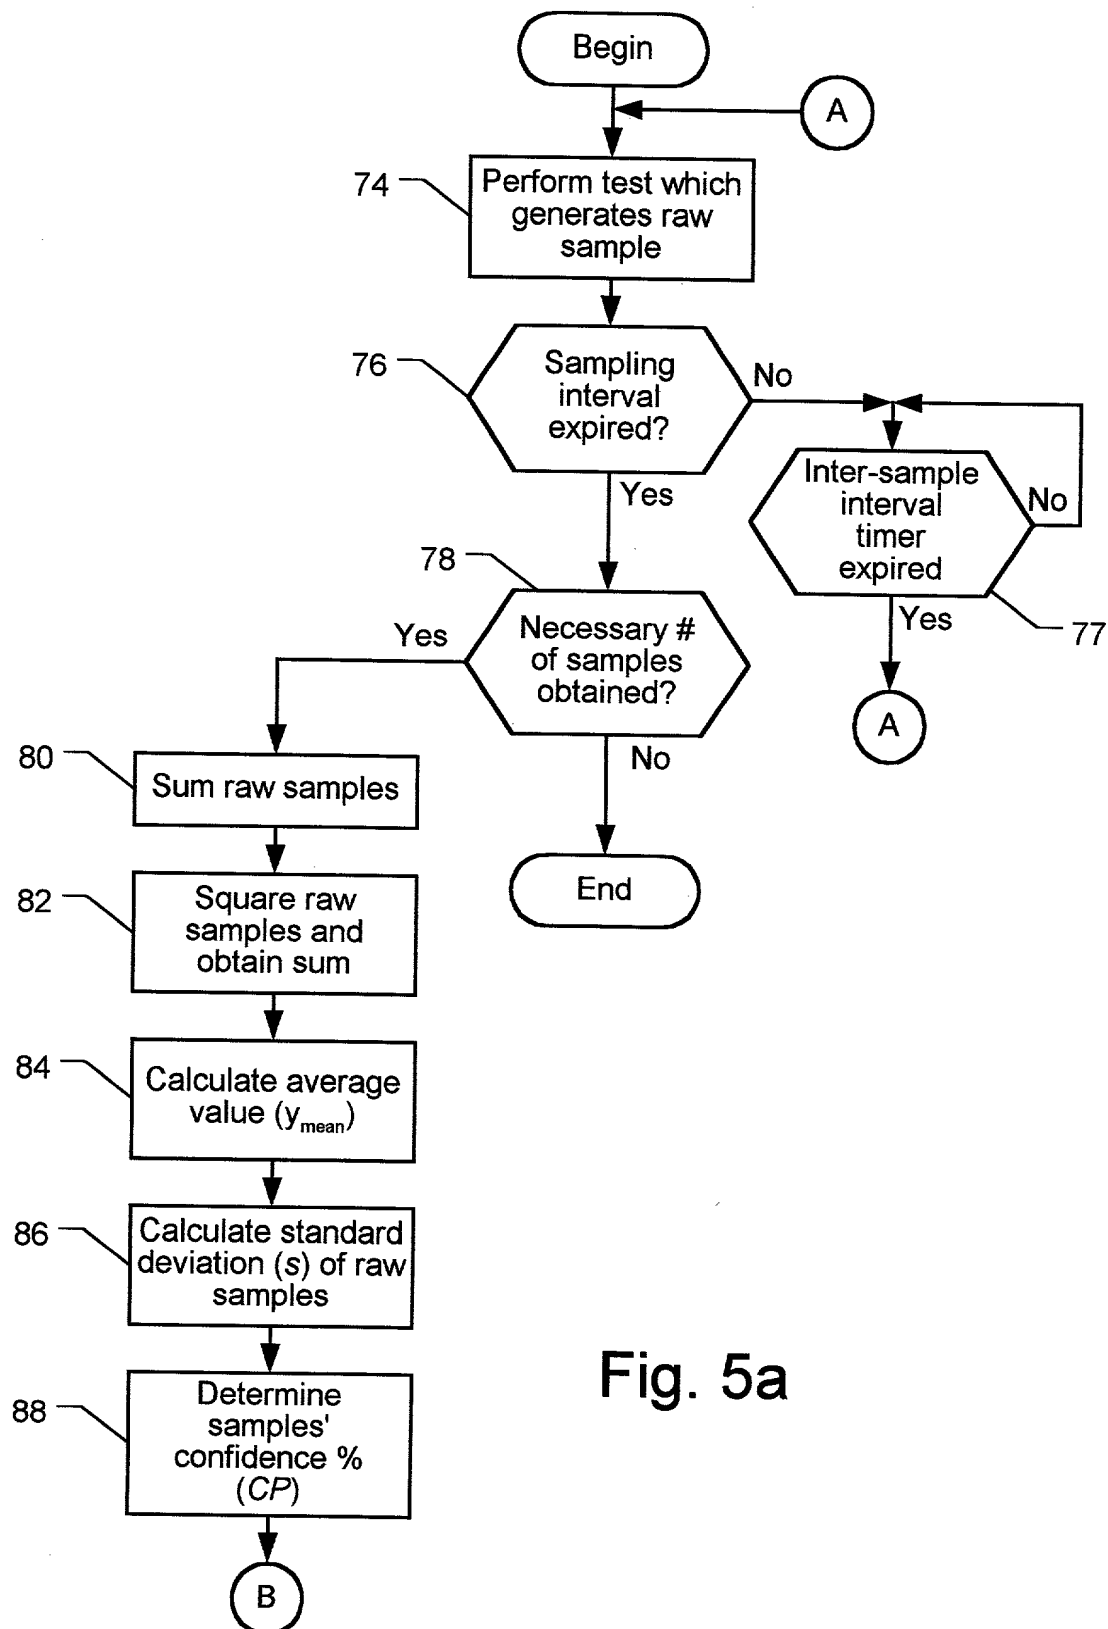 Begin
A
74
Perform test which
generates raw
sample
76
Sampling
interval
expired?
No
Yes
Inter-sample
interval
timer
expired
No
Yes
77
A
78
Necessary #
of samples
obtained?
Yes
No
End
80
Sum raw samples
82
Square raw
samples and
obtain sum
84
Calculate average
value (ymean)
86
Calculate standard
deviation (s) of raw
samples
88
Determine
samples'
confidence %
(CP)
B
Fig. 5a